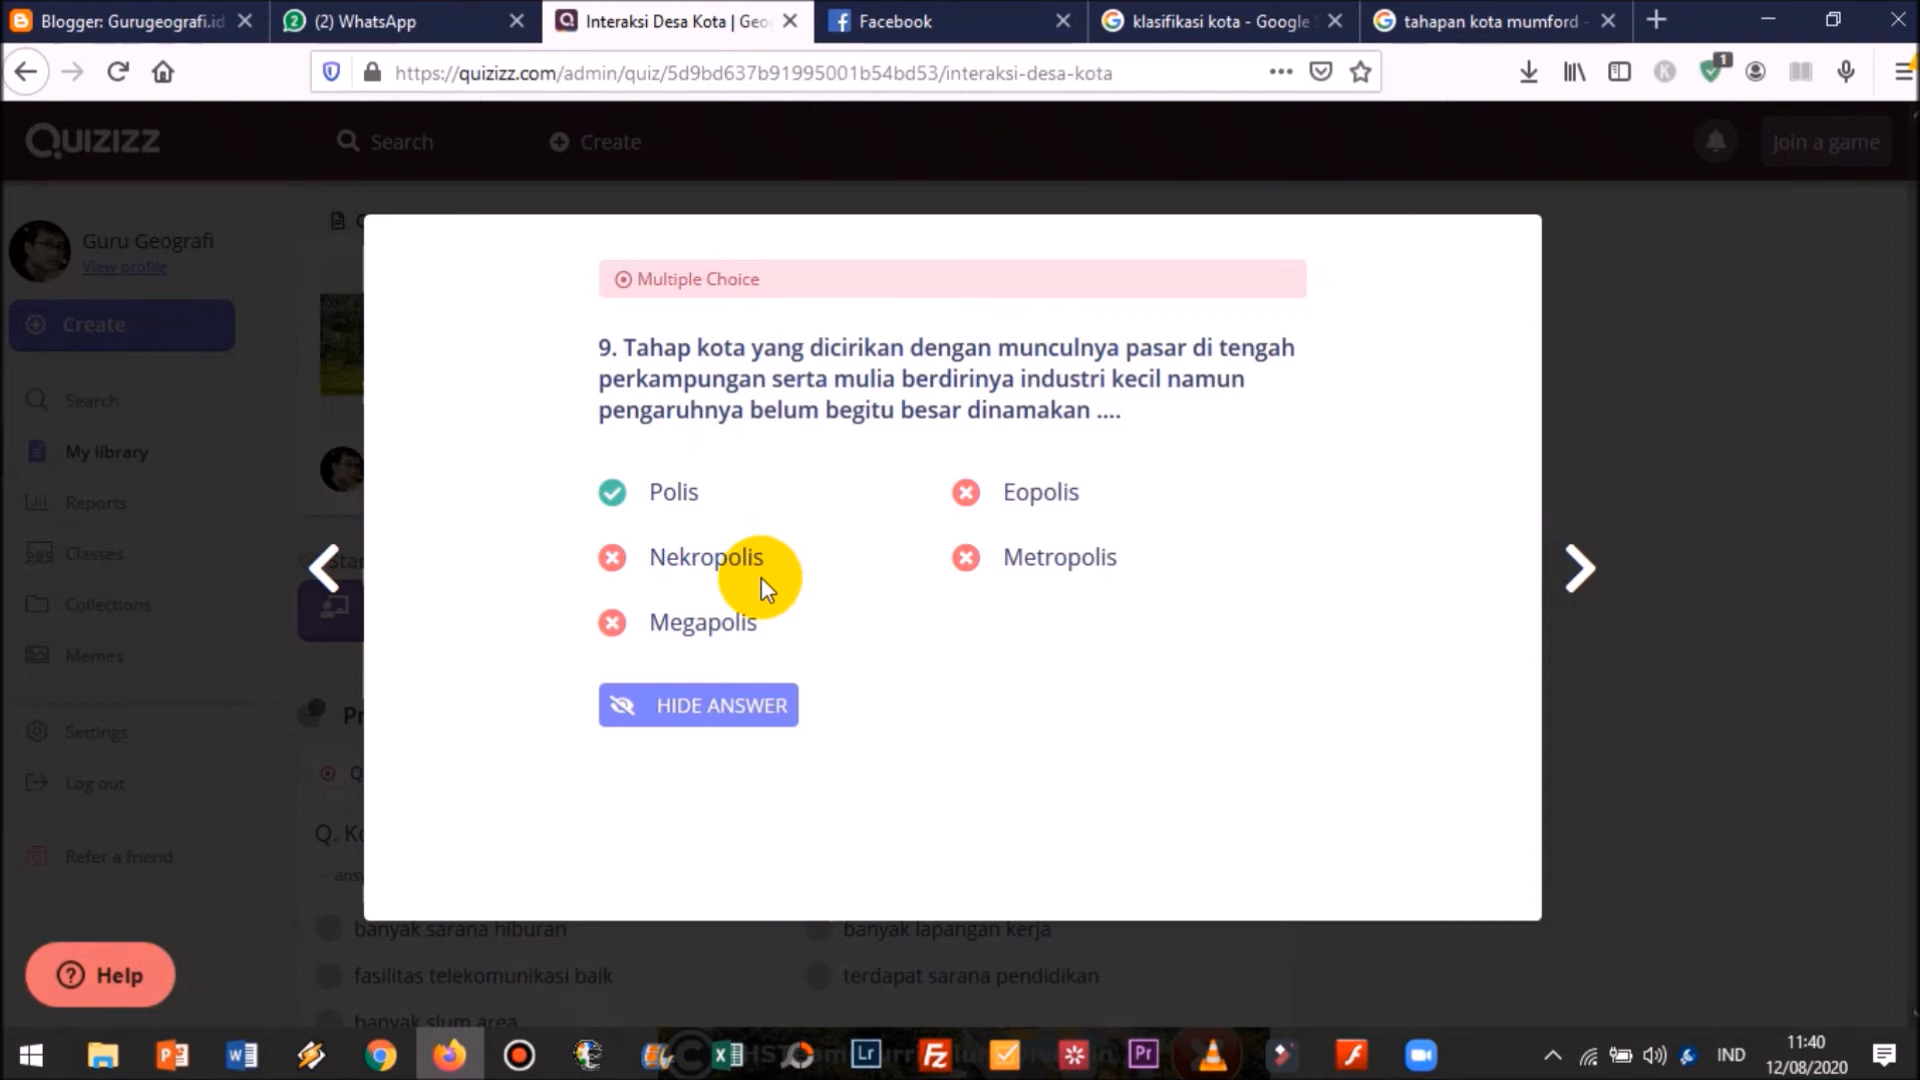 Blogger: Gurugeografi.id
(2) WhatsApp
Interaksi Desa Kota | Geo
Facebook
klasifikasi kota - Google S
tahapan kota mumford -
https://quizizz.com/admin/quiz/5d9bd637b91995001b54bd53/interaksi-desa-kota
1
QUIZIZZ
Search
Create
Join a game
Guru Geografi
View profile
Create
Search
My library
Reports
Classes
Collections
Memes
Settings
Log out
Refer a friend
Help
Multiple Choice
9. Tahap kota yang dicirikan dengan munculnya pasar di tengah
perkampungan serta mulia berdirinya industri kecil namun
pengaruhnya belum begitu besar dinamakan ....
Polis
Eopolis
Nekropolis
Metropolis
Megapolis
HIDE ANSWER
Pr
Q. Ko
answ
banyak sarana hiburan
banyak lapangan kerja
fasilitas telekomunikasi baik
terdapat sarana pendidikan
banyak slum area
IND
11:40
12/08/2020